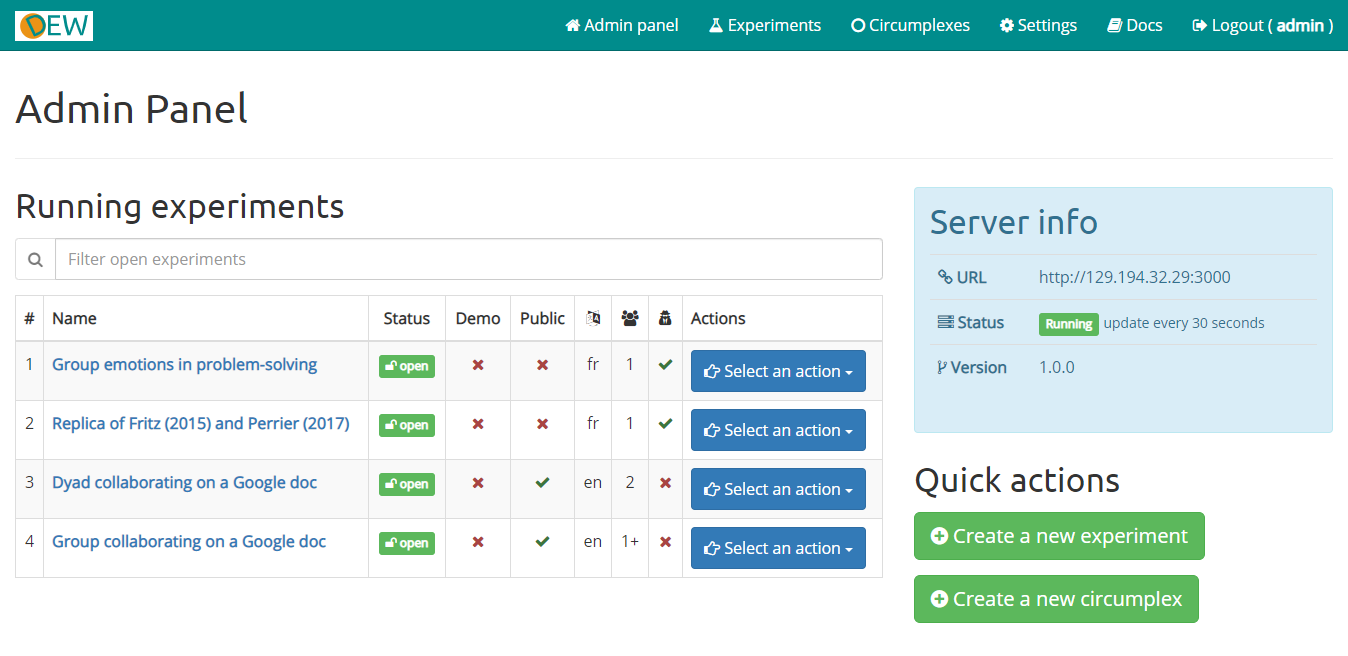 DEW Admin panel Experiments Circumplexes Settings Docs Logout ( admin )
Admin Panel
Running experiments
Filter open experiments
# Name Status Demo Public Actions
1 Group emotions in problem-solving open fr 1 Select an action
2 Replica of Fritz (2015) and Perrier (2017) open fr 1 Select an action
3 Dyad collaborating on a Google doc open en 2 Select an action
4 Group collaborating on a Google doc open en 1+ Select an action
Server info
URL http://129.194.32.29:3000
Status Running update every 30 seconds
Version 1.0.0
Quick actions
Create a new experiment
Create a new circumplex